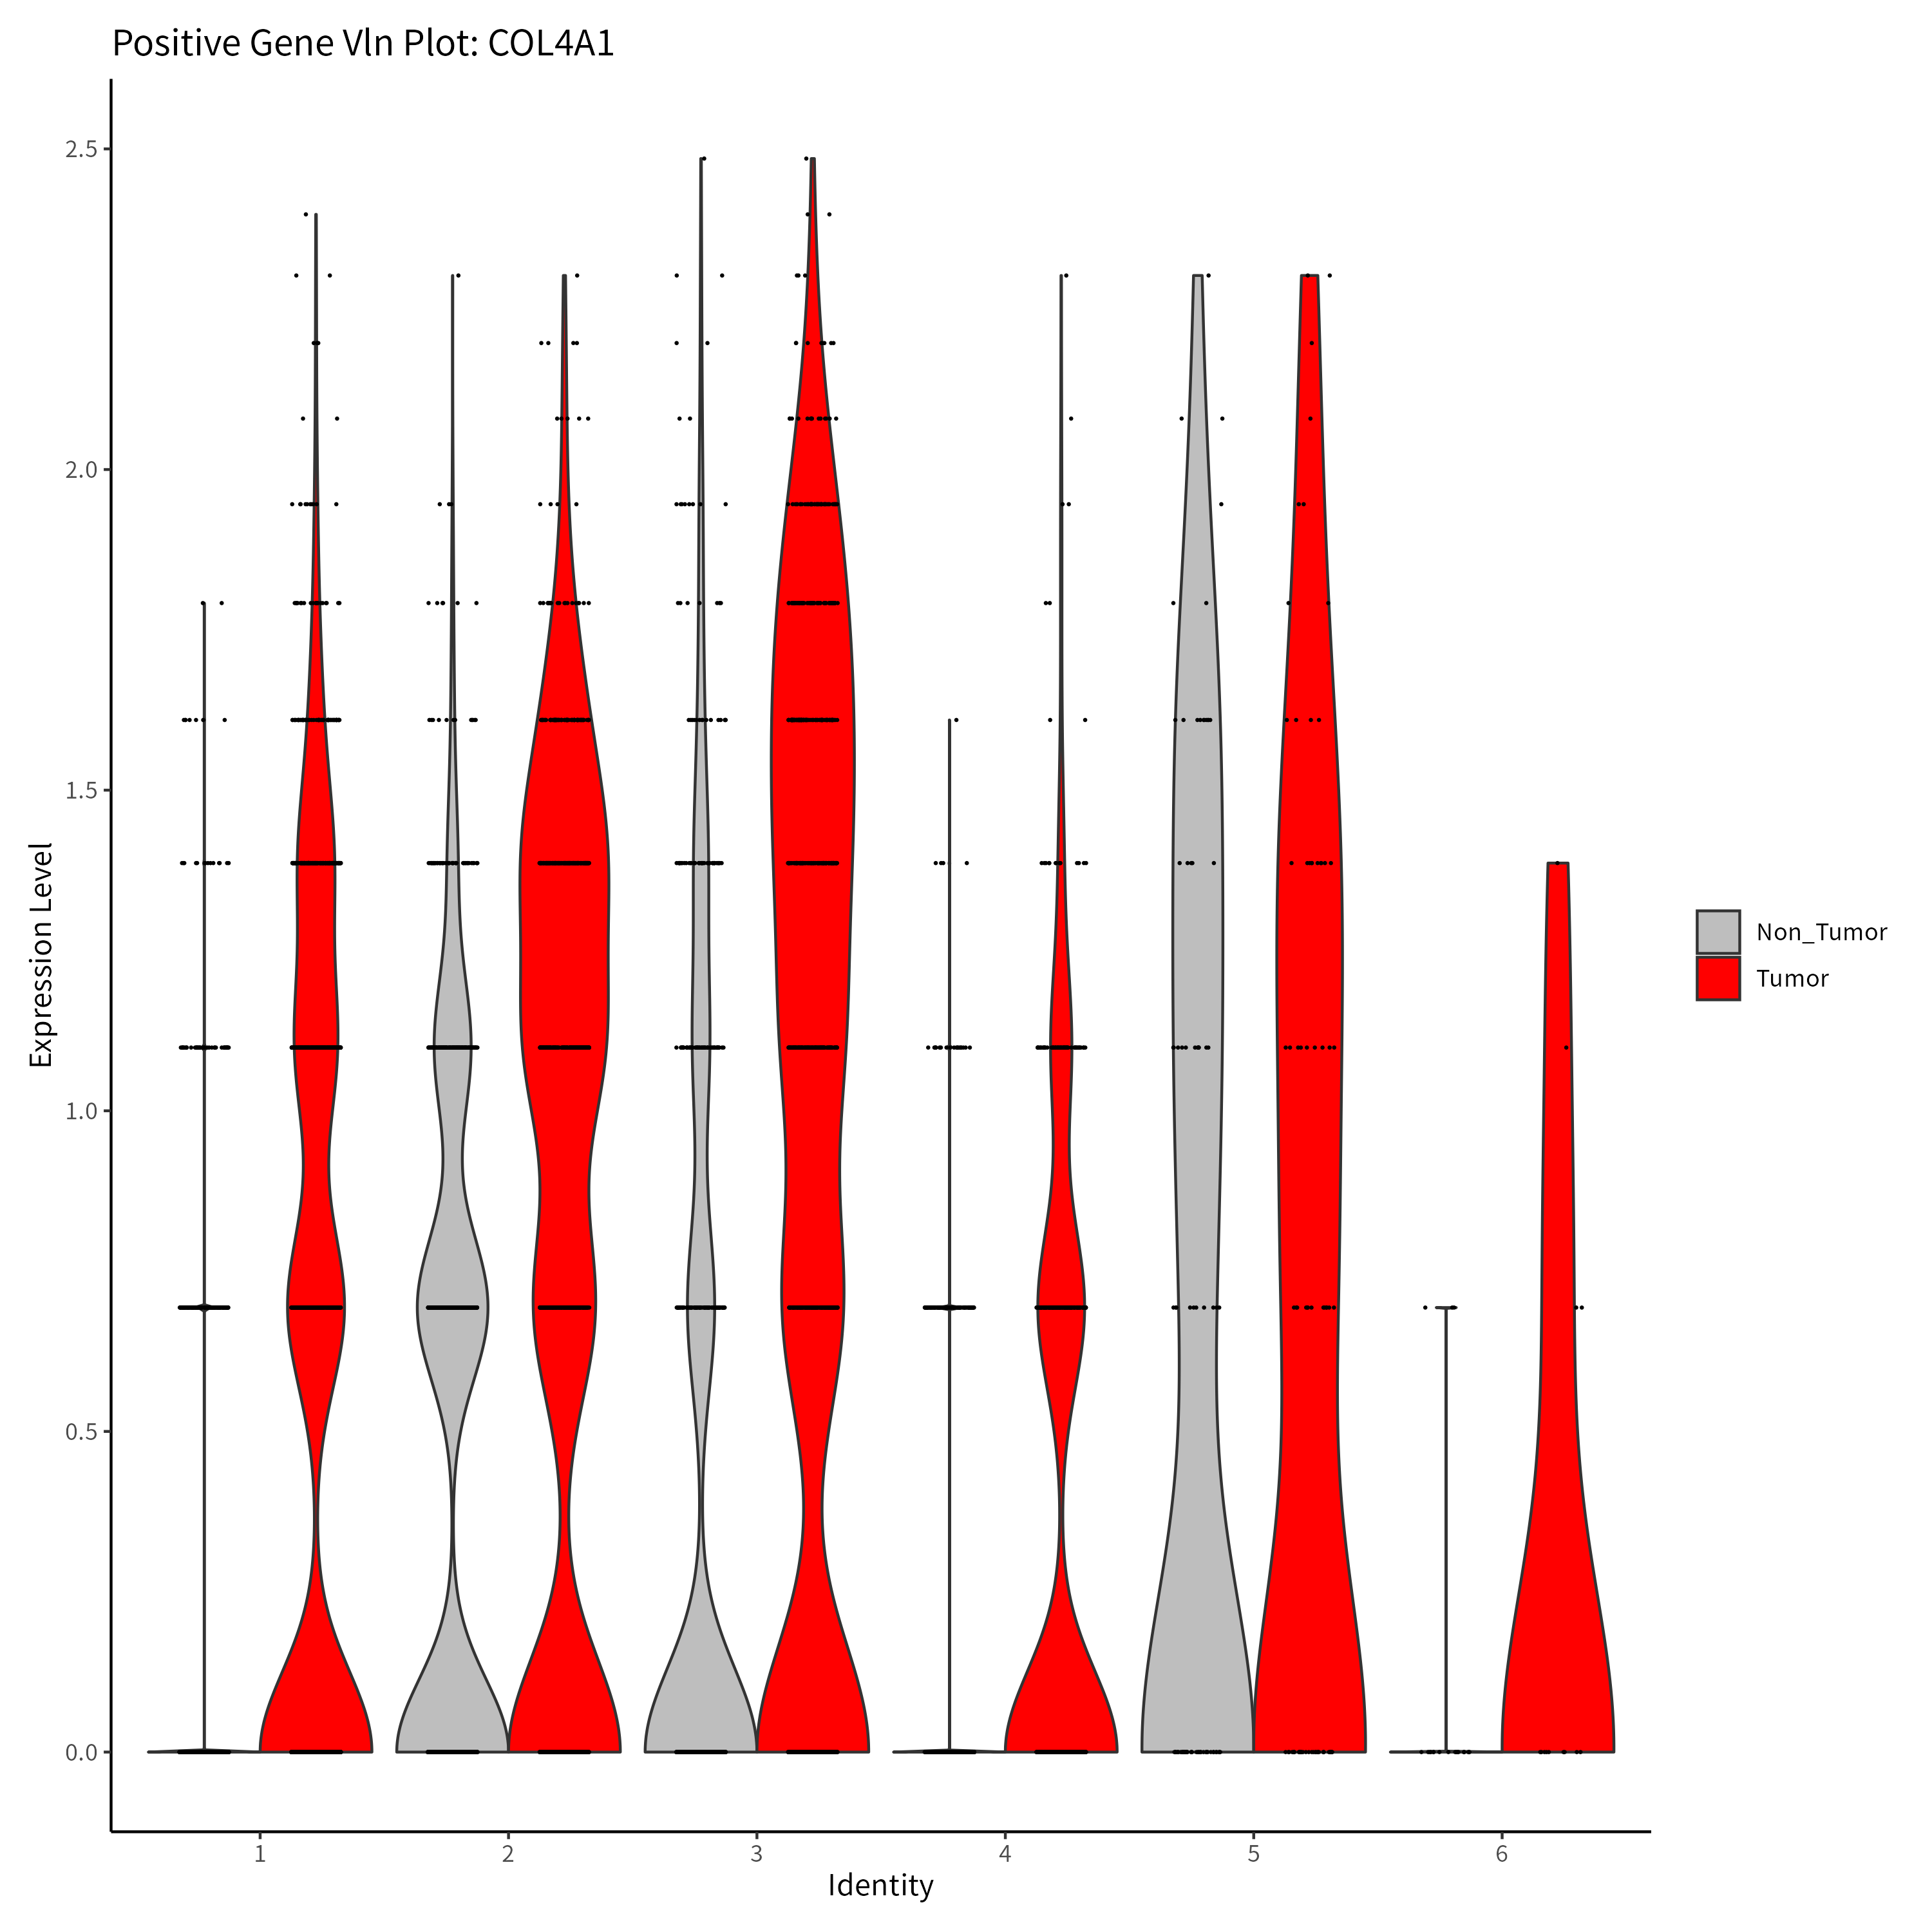 Positive Gene Vln Plot: COL4A1
2.5
2.0
1.5
1.0
0.5
0.0
Expression Level
1 2 3 4 5 6
Identity
Non_Tumor
Tumor